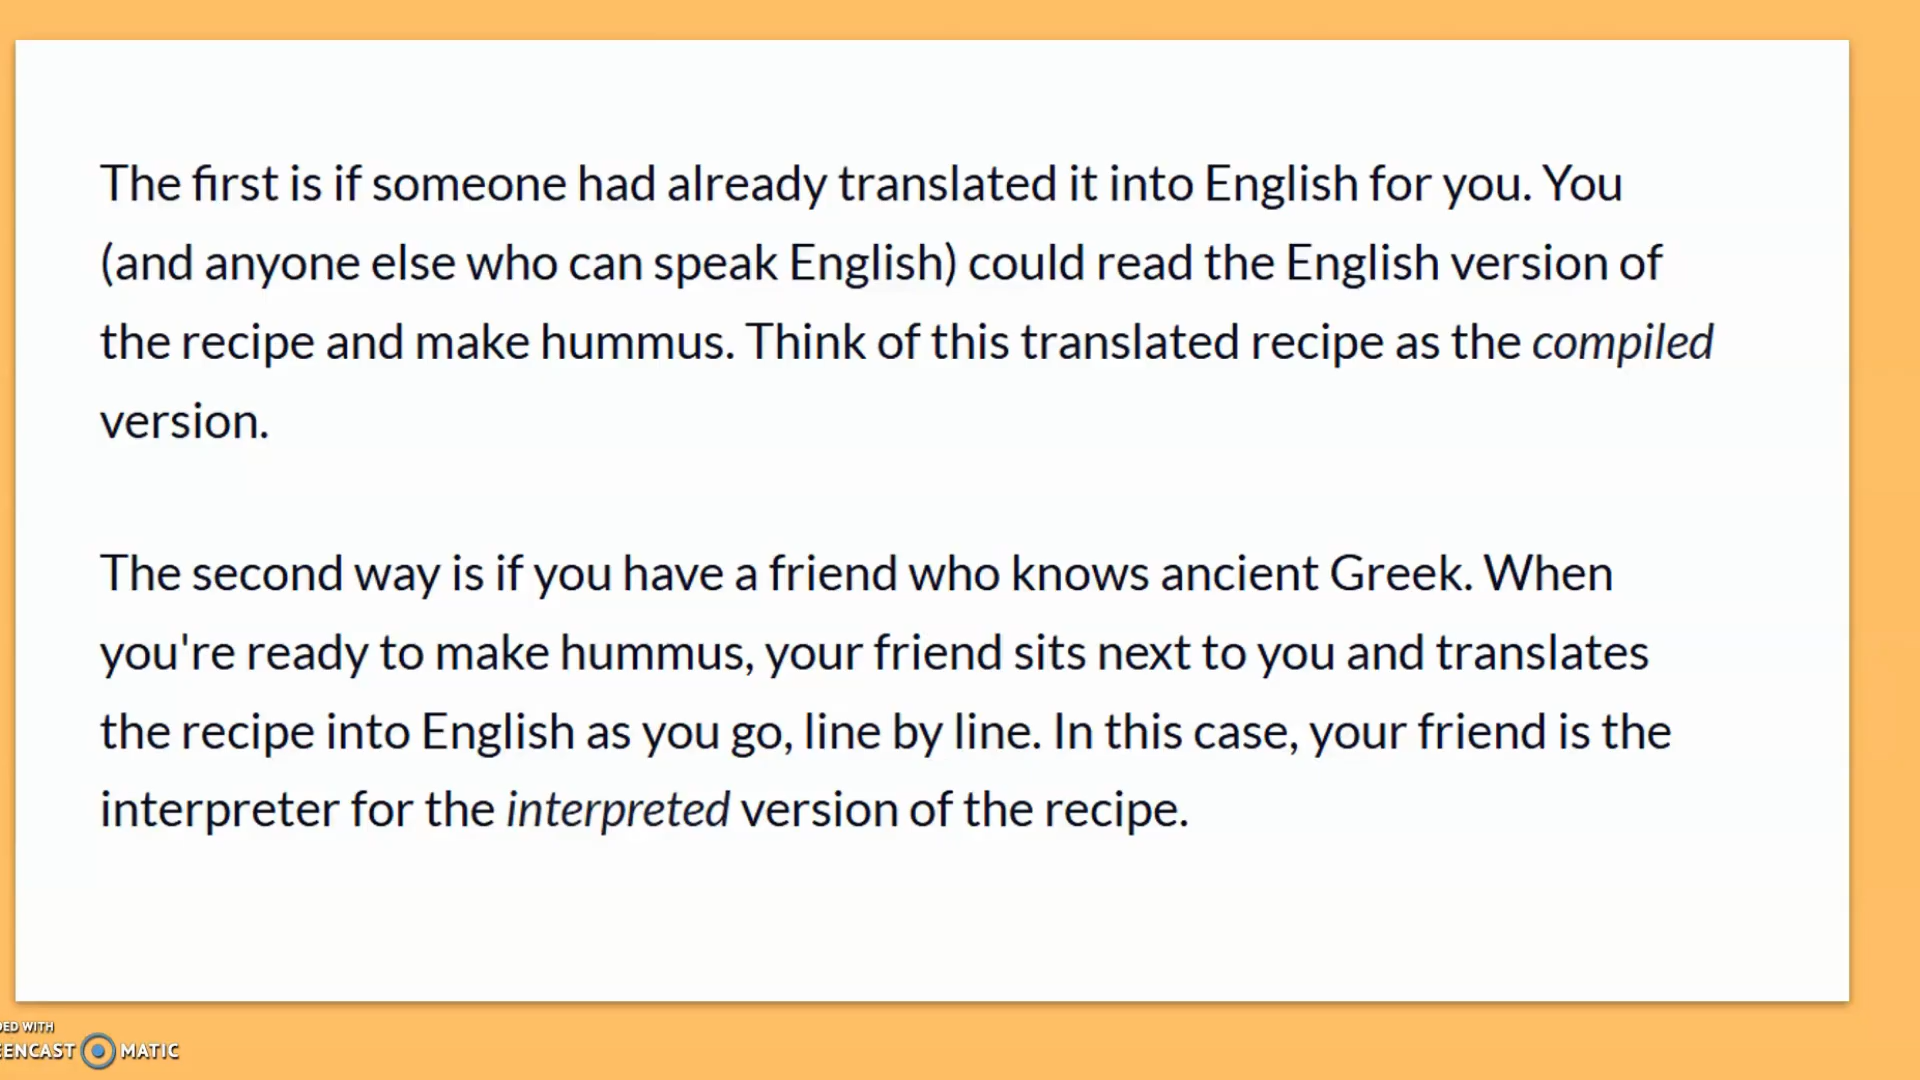 The first is if someone had already translated it into English for you. You
(and anyone else who can speak English) could read the English version of
the recipe and make hummus. Think of this translated recipe as the compiled
version.
The second way is if you have a friend who knows ancient Greek. When
you're ready to make hummus, your friend sits next to you and translates
the recipe into English as you go, line by line. In this case, your friend is the
interpreter for the interpreted version of the recipe.
DED WITH
EENCAST MATIC